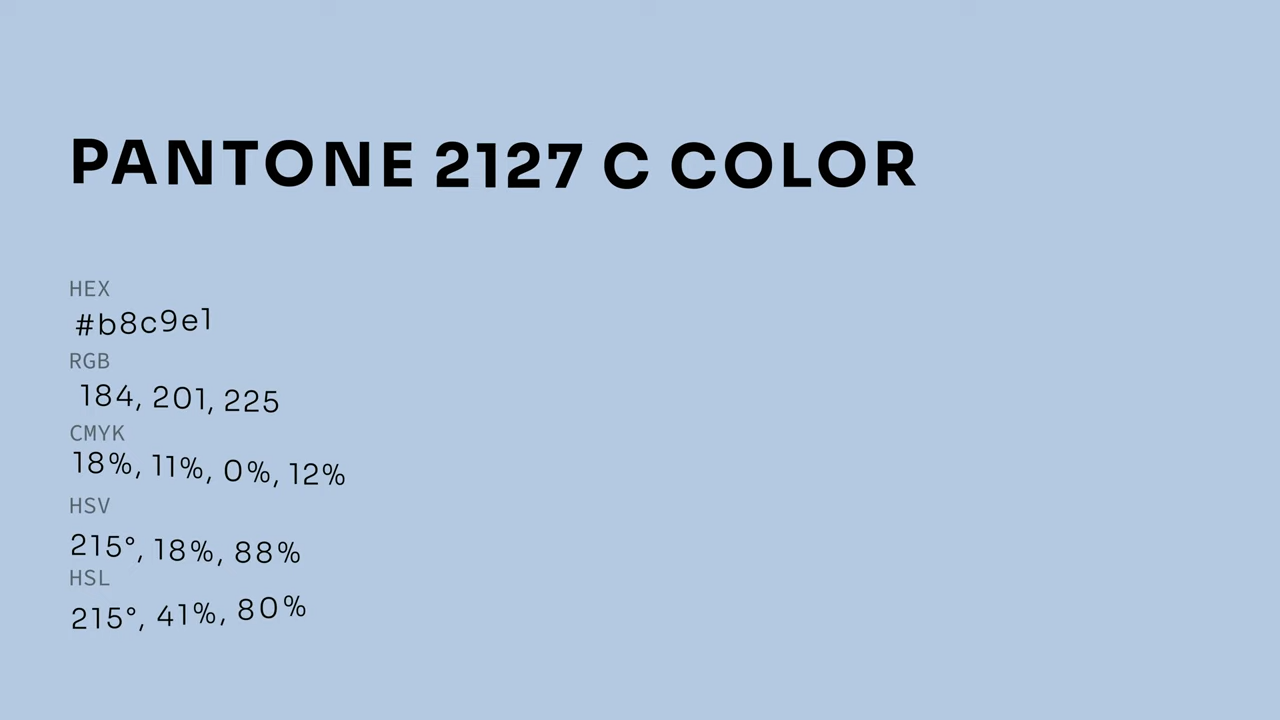 PANTONE 2127 C COLOR
HEX
#b8c9e1
RGB
184, 201, 225
CMYK
18%, 11%, 0%, 12%
HSV
215°, 18%, 88%
HSL
215°, 41%, 80%